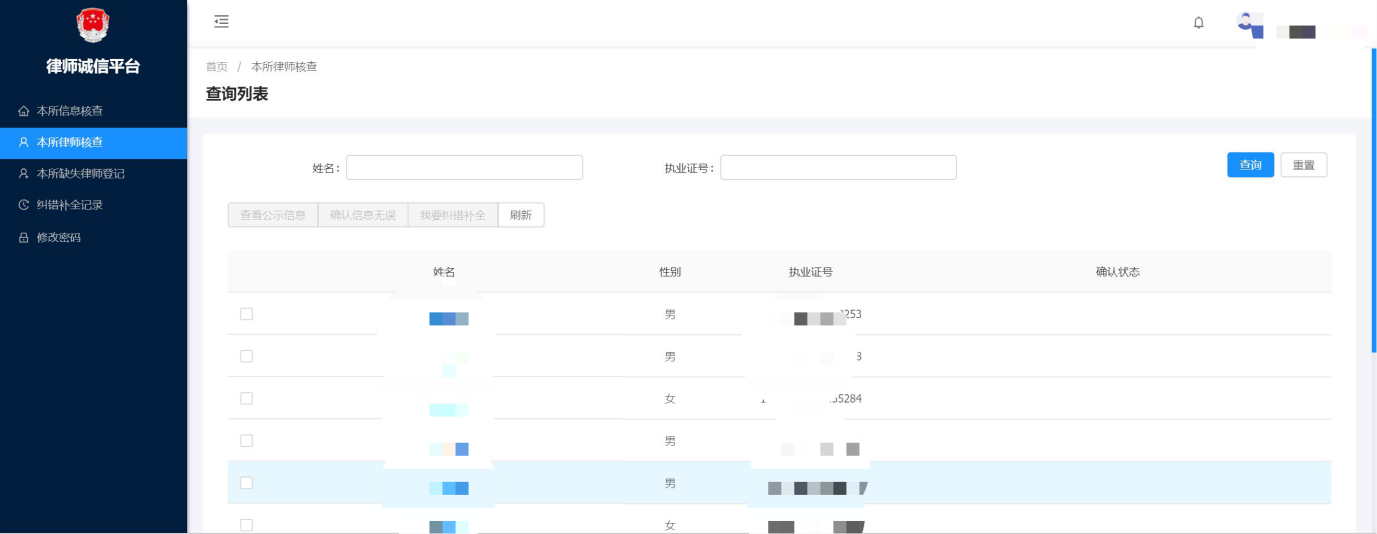 律师诚信平台
本所信息核查
本所律师核查
本所缺失律师登记
纠错补全记录
修改密码
首页 / 本所律师核查
查询列表
姓名： 执业证号： 查询 重置
查看公示信息 确认信息无误 我要纠错补全 刷新
姓名 性别 执业证号 确认状态
男 253
男
女 5284
男
男
女